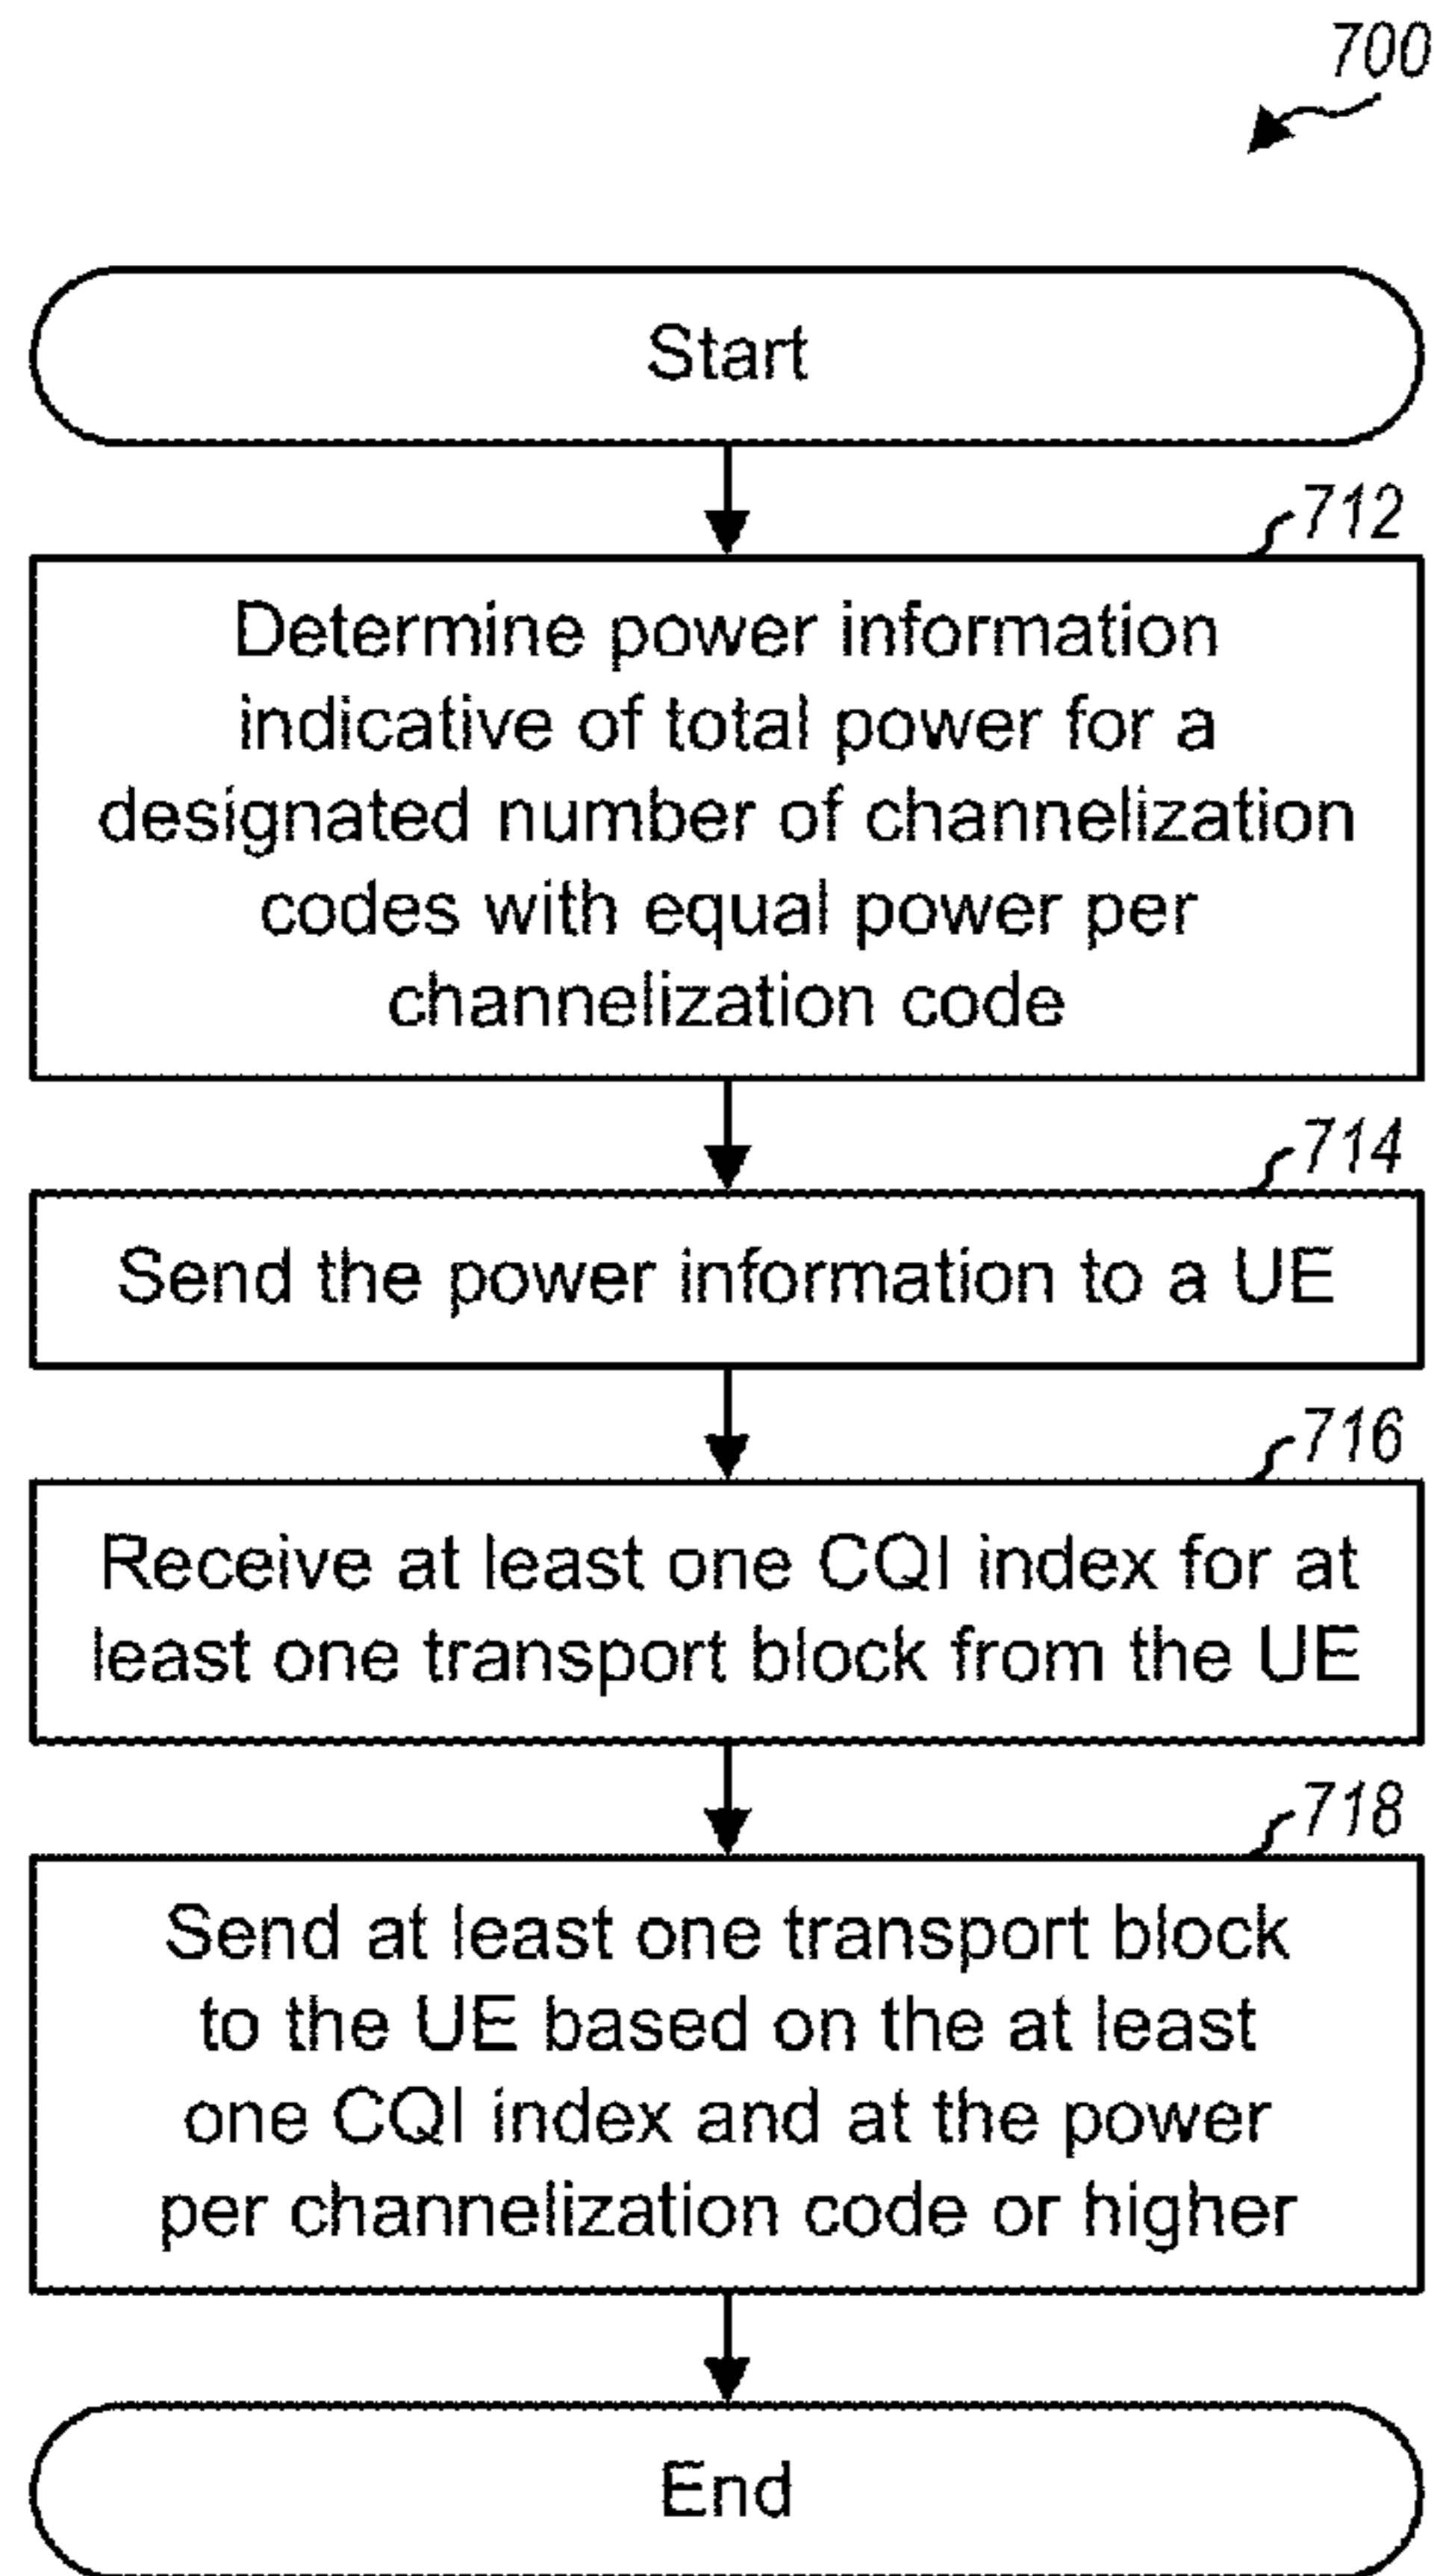 700
Start
712
Determine power information
indicative of total power for a
designated number of channelization
codes with equal power per
channelization code
714
Send the power information to a UE
716
Receive at least one CQI index for at
least one transport block from the UE
718
Send at least one transport block
to the UE based on the at least
one CQI index and at the power
per channelization code or higher
End